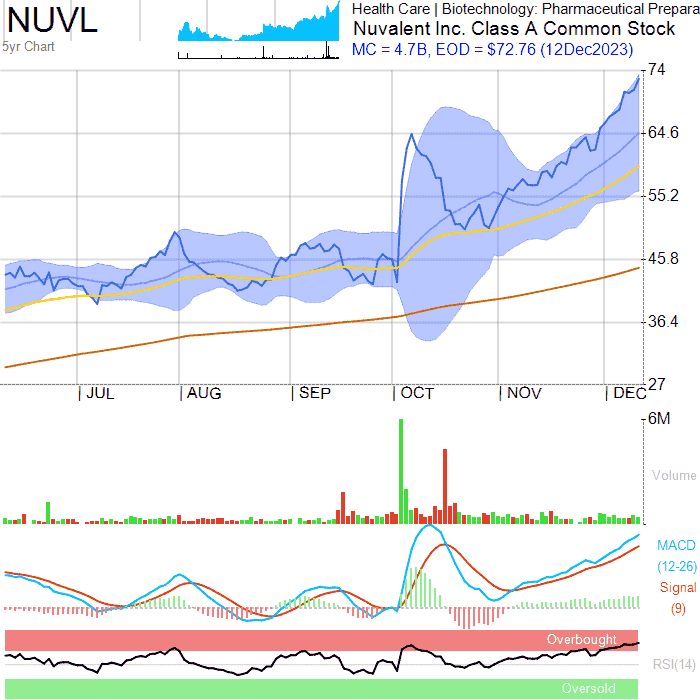 NUVL
5yr Chart
Health Care | Biotechnology: Pharmaceutical Prepara
Nuvalent Inc. Class A Common Stock
MC = 4.7B, EOD = $72.76 (12Dec2023)
74
64.6
55.2
45.8
36.4
27
JUL AUG SEP OCT NOV DEC
6M
Volume
MACD
(12-26)
Signal
(9)
Overbought
RSI(14)
Oversold